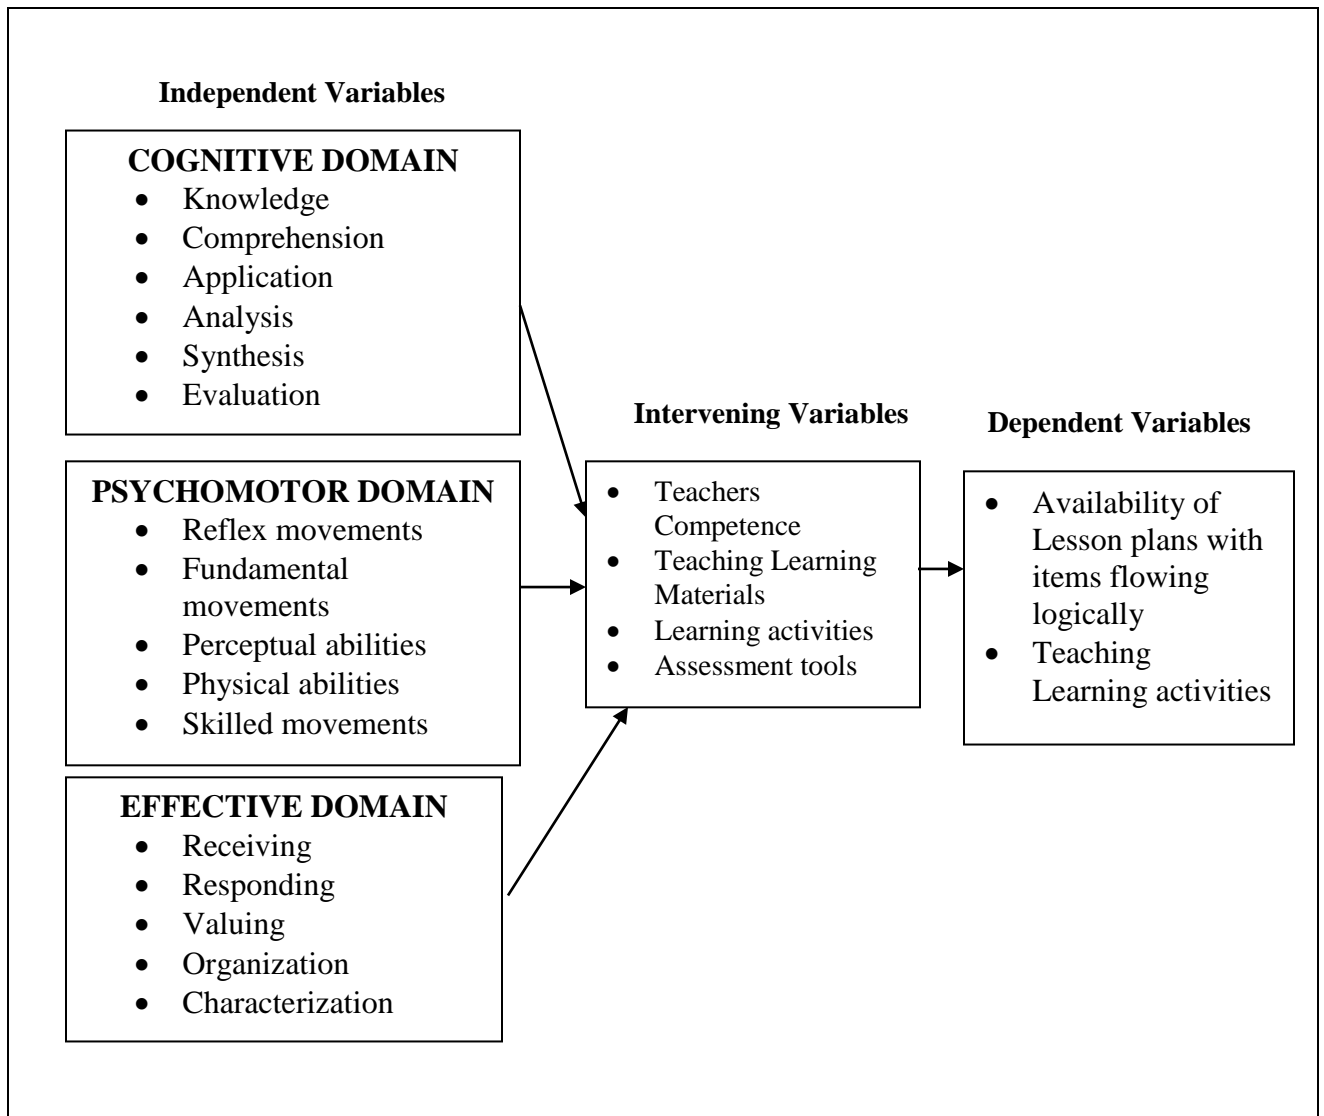 Independent Variables
COGNITIVE DOMAIN
• Knowledge
• Comprehension
• Application
• Analysis
• Synthesis
• Evaluation
PSYCHOMOTOR DOMAIN
• Reflex movements
• Fundamental
movements
• Perceptual abilities
• Physical abilities
• Skilled movements
EFFECTIVE DOMAIN
• Receiving
• Responding
• Valuing
• Organization
• Characterization
Intervening Variables
• Teachers
Competence
• Teaching Learning
Materials
• Learning activities
• Assessment tools
Dependent Variables
• Availability of
Lesson plans with
items flowing
logically
• Teaching
Learning activities